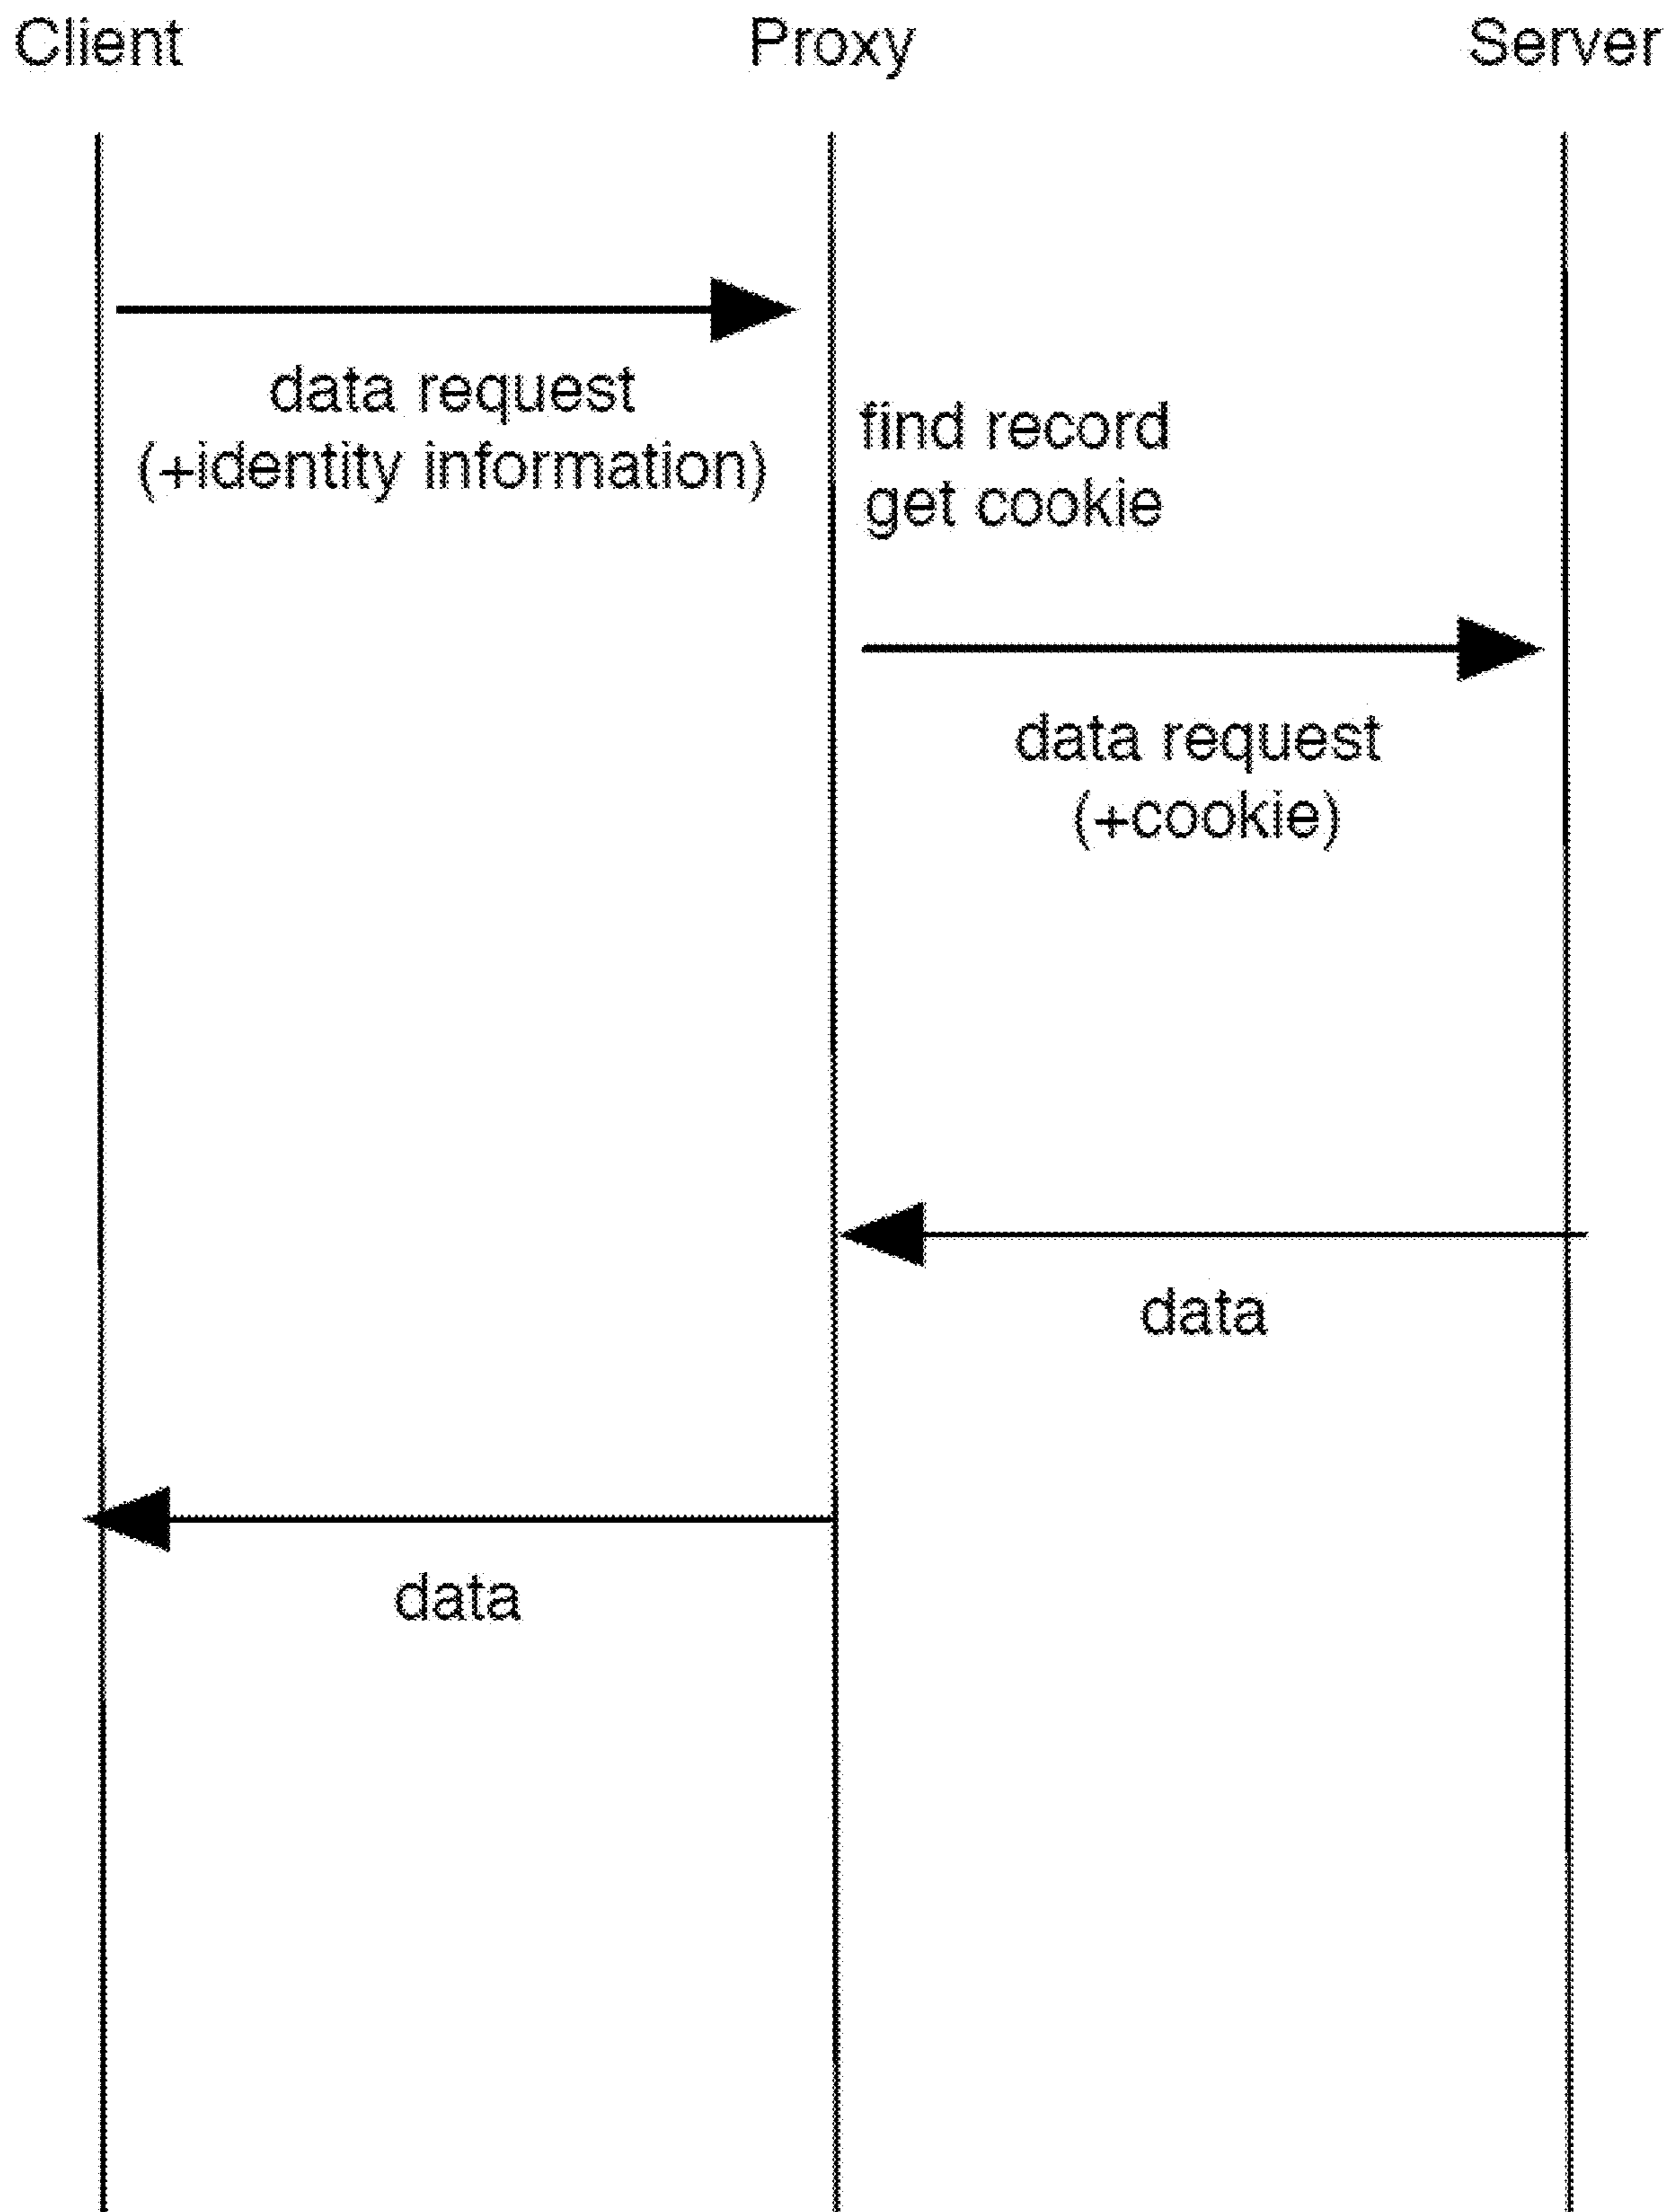 Client
Proxy
Server
data request
(+identity information)
find record
get cookie
data request
(+cookie)
data
data